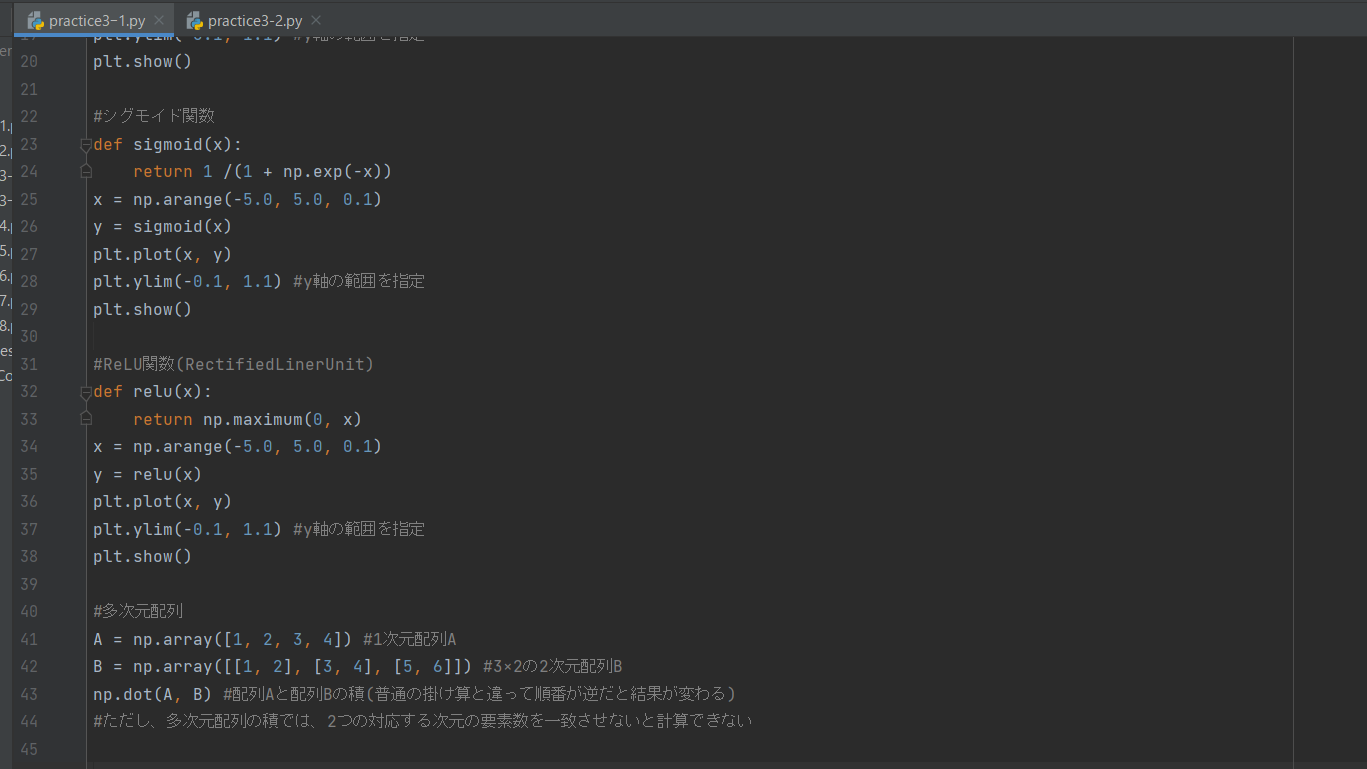 practice3-1.py × practice3-2.py ×
20 plt.show()
21
22 #シグモイド関数
23 def sigmoid(x):
24 return 1 /(1 + np.exp(-x))
25 x = np.arange(-5.0, 5.0, 0.1)
26 y = sigmoid(x)
27 plt.plot(x, y)
28 plt.ylim(-0.1, 1.1) #y軸の範囲を指定
29 plt.show()
30
31 #ReLU関数(RectifiedLinerUnit)
32 def relu(x):
33 return np.maximum(0, x)
34 x = np.arange(-5.0, 5.0, 0.1)
35 y = relu(x)
36 plt.plot(x, y)
37 plt.ylim(-0.1, 1.1) #y軸の範囲を指定
38 plt.show()
39
40 #多次元配列
41 A = np.array([1, 2, 3, 4]) #1次元配列A
42 B = np.array([[1, 2], [3, 4], [5, 6]]) #3×2の2次元配列B
43 np.dot(A, B) #配列Aと配列Bの積(普通の掛け算と違って順番が逆だと結果が変わる)
44 #ただし、多次元配列の積では、2つの対応する次元の要素数を一致させないと計算できない
45